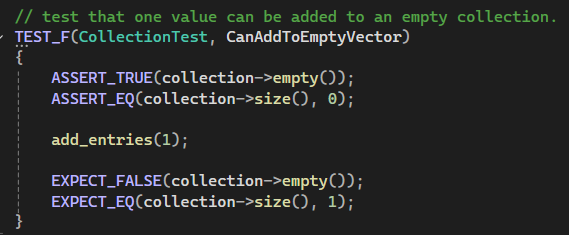 // test that one value can be added to an empty collection.
TEST_F(CollectionTest, CanAddToEmptyVector)
{
    ASSERT_TRUE(collection->empty());
    ASSERT_EQ(collection->size(), 0);

    add_entries(1);

    EXPECT_FALSE(collection->empty());
    EXPECT_EQ(collection->size(), 1);
}